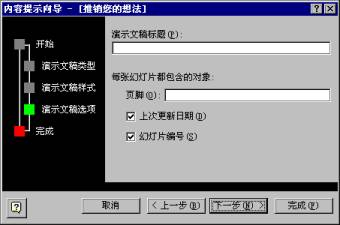 内容提示向导 - [推销您的想法]
开始
演示文稿类型
演示文稿样式
演示文稿选项
完成
演示文稿标题(P):
每张幻灯片都包含的对象:
页脚(O):
上次更新日期(D)
幻灯片编号(S)
取消
< 上一步(B)
下一步(N) >
完成(F)